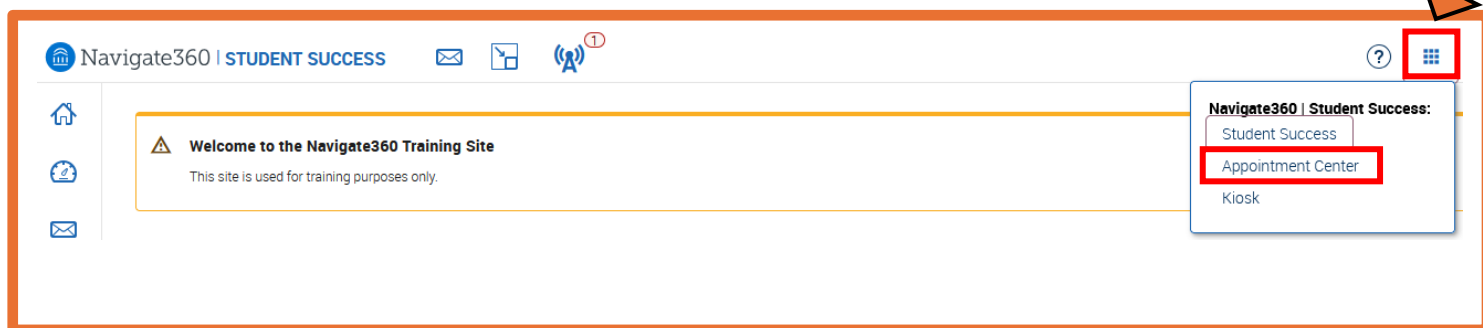 Navigate360 | STUDENT SUCCESS
1
?
Navigate360 | Student Success:
Student Success
Appointment Center
Kiosk
Welcome to the Navigate360 Training Site
This site is used for training purposes only.